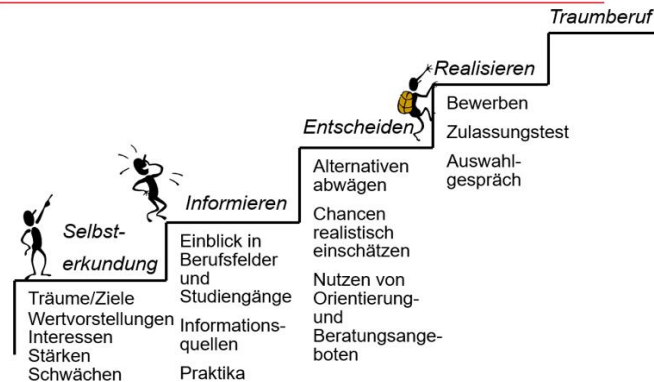 Traumberuf
Realisieren
Bewerben
Zulassungstest
Auswahl-
gespräch
Entscheiden
Alternativen
abwägen
Chancen
realistisch
einschätzen
Nutzen von
Orientierung-
und
Beratungsange-
boten
Informieren
Einblick in
Berufsfelder
und
Studiengänge
Informations-
quellen
Praktika
Selbst-
erkundung
Träume/Ziele
Wertvorstellungen
Interessen
Stärken
Schwächen